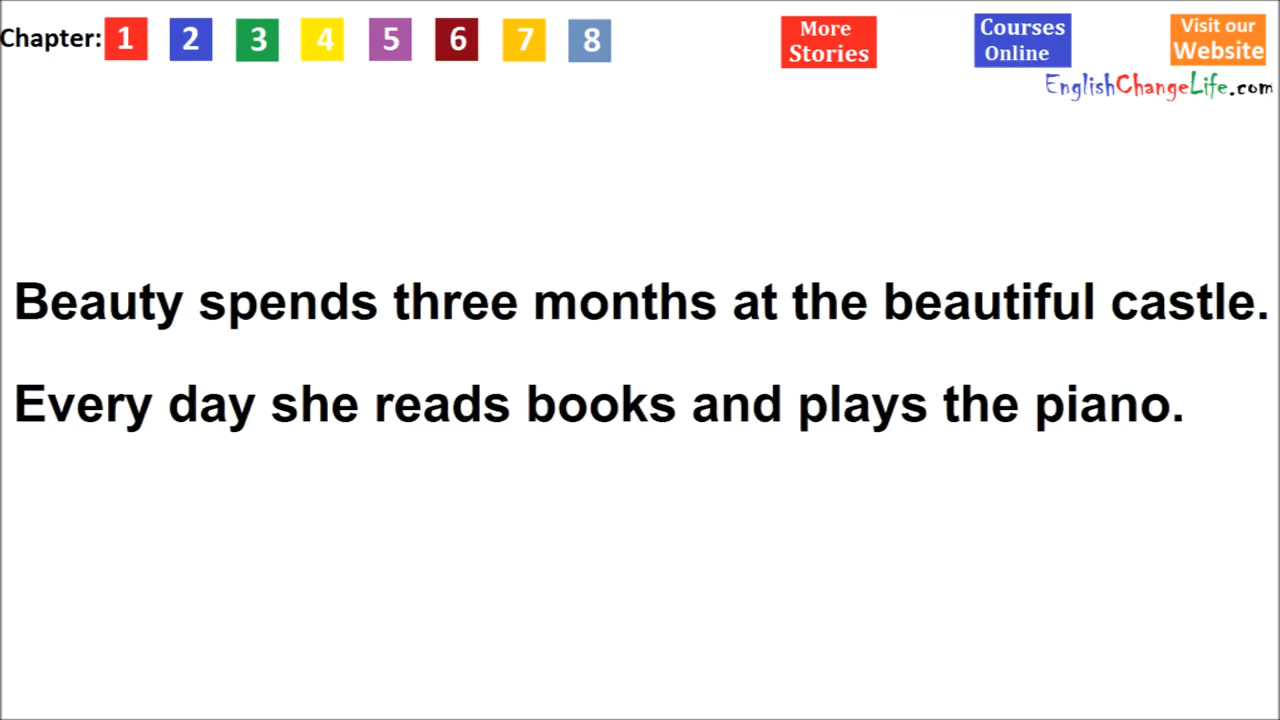 Chapter: 1 2 3 4 5 6 7 8
More
Stories
Courses
Online
Visit our
Website
EnglishChangeLife.com
Beauty spends three months at the beautiful castle.
Every day she reads books and plays the piano.